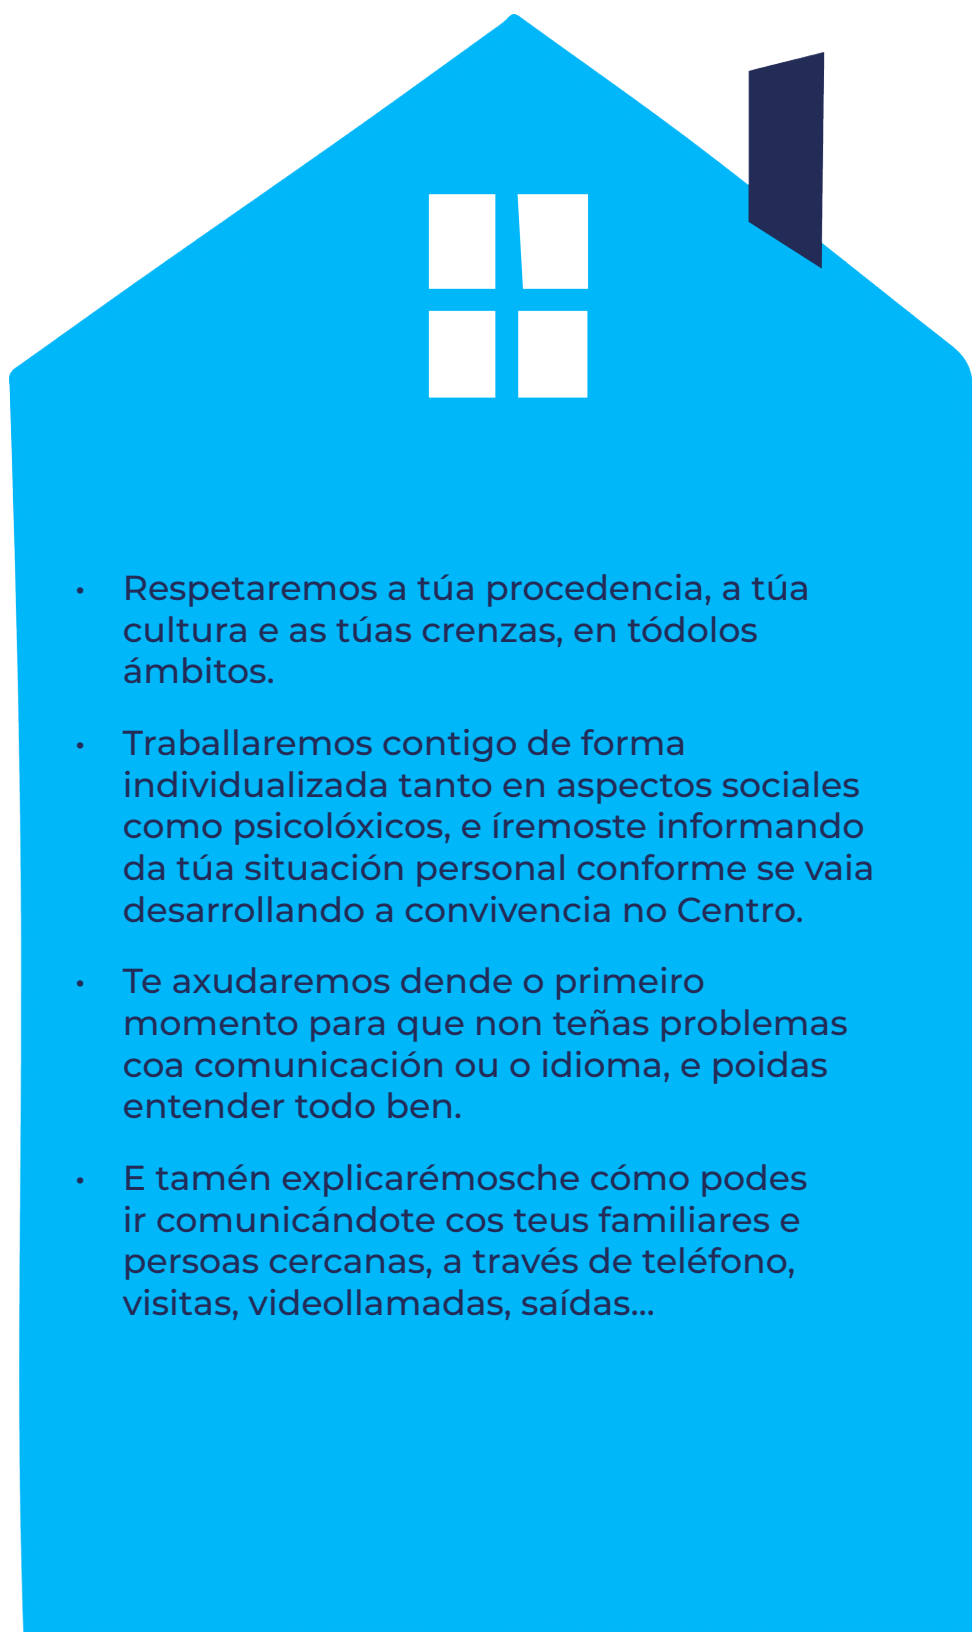 • Respetaremos a túa procedencia, a túa
cultura e as túas crenzas, en tódolos
ámbitos.
• Traballaremos contigo de forma
individualizada tanto en aspectos sociales
como psicolóxicos, e íremoste informando
da túa situación personal conforme se vaia
desarrollando a convivencia no Centro.
• Te axudaremos dende o primeiro
momento para que non teñas problemas
coa comunicación ou o idioma, e poidas
entender todo ben.
• E tamén explicarémosche cómo podes
ir comunicándote cos teus familiares e
persoas cercanas, a través de teléfono,
visitas, videollamadas, saídas...